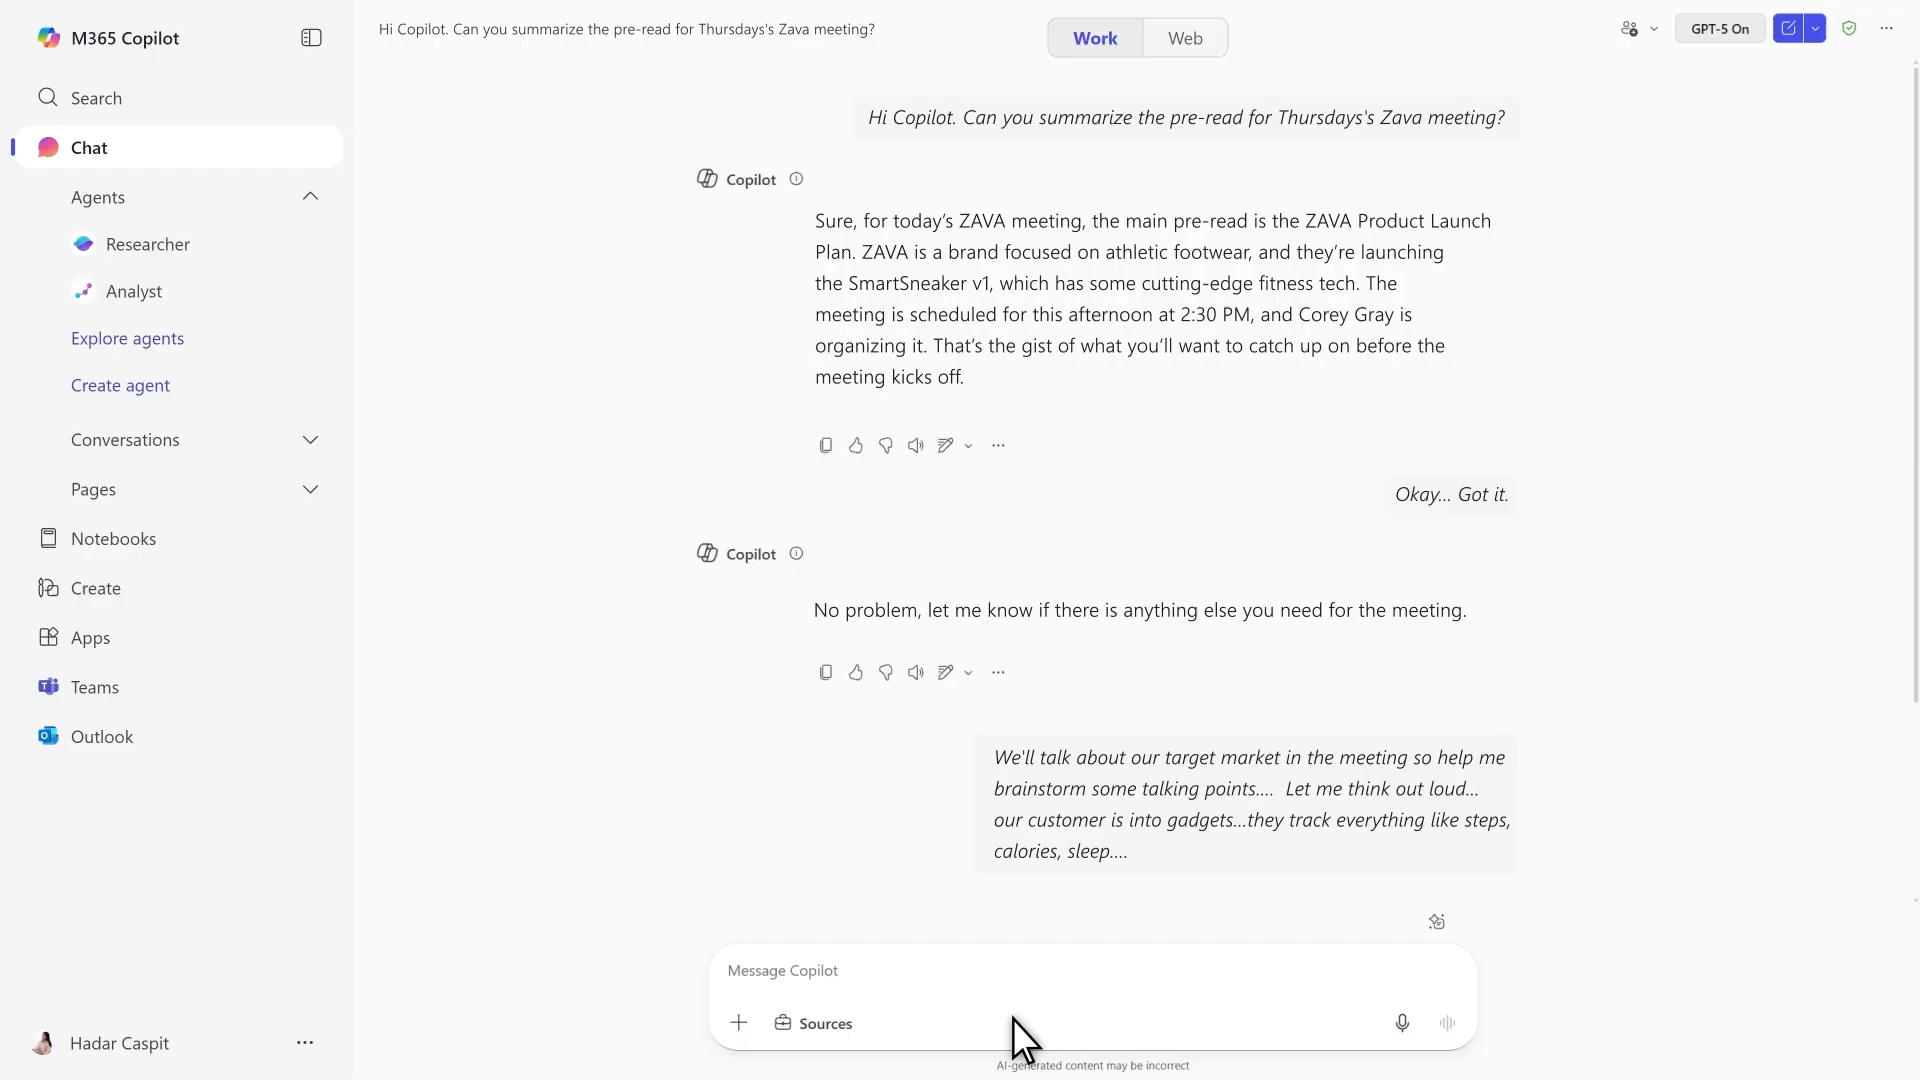 M365 Copilot
Search
Chat
Agents
Researcher
Analyst
Explore agents
Create agent
Conversations
Pages
Notebooks
Create
Apps
Teams
Outlook
Hadar Caspit
Hi Copilot. Can you summarize the pre-read for Thursdays's Zava meeting?
Work
Web
GPT-5 On
Hi Copilot. Can you summarize the pre-read for Thursdays's Zava meeting?
Copilot
Sure, for today’s ZAVA meeting, the main pre-read is the ZAVA Product Launch
Plan. ZAVA is a brand focused on athletic footwear, and they’re launching
the SmartSneaker v1, which has some cutting-edge fitness tech. The
meeting is scheduled for this afternoon at 2:30 PM, and Corey Gray is
organizing it. That’s the gist of what you’ll want to catch up on before the
meeting kicks off.
Okay... Got it.
Copilot
No problem, let me know if there is anything else you need for the meeting.
We'll talk about our target market in the meeting so help me
brainstorm some talking points.... Let me think out loud...
our customer is into gadgets...they track everything like steps,
calories, sleep....
Message Copilot
Sources
AI-generated content may be incorrect